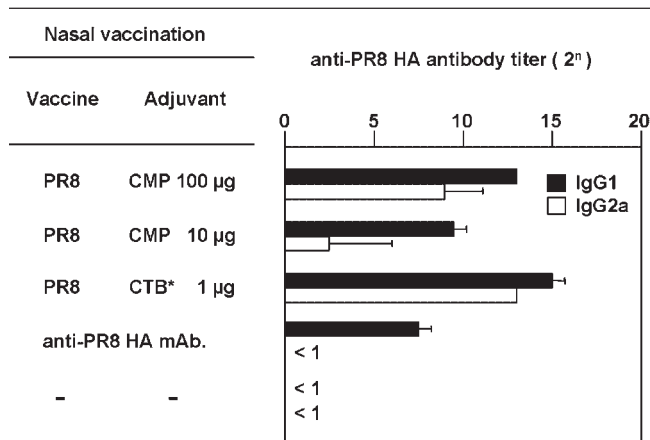 Nasal vaccination
anti-PR8 HA antibody titer ( 2ⁿ )
Vaccine Adjuvant
0 5 10 15 20
PR8 CMP 100 µg
IgG1
IgG2a
PR8 CMP 10 µg
PR8 CTB* 1 µg
anti-PR8 HA mAb.
< 1
- -
< 1
< 1